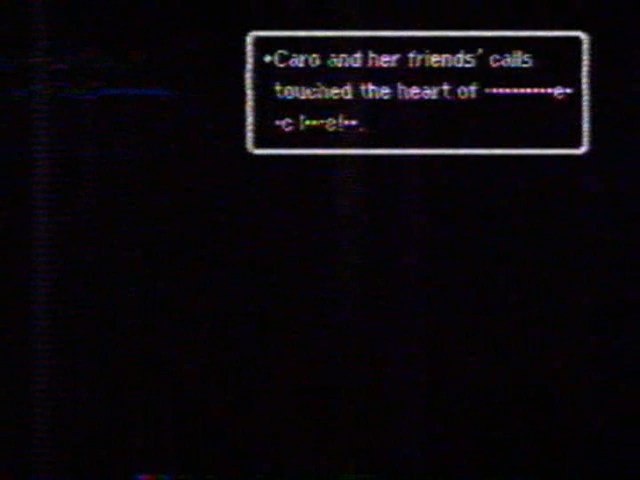 •Caro and her friends' calls
touched the heart of